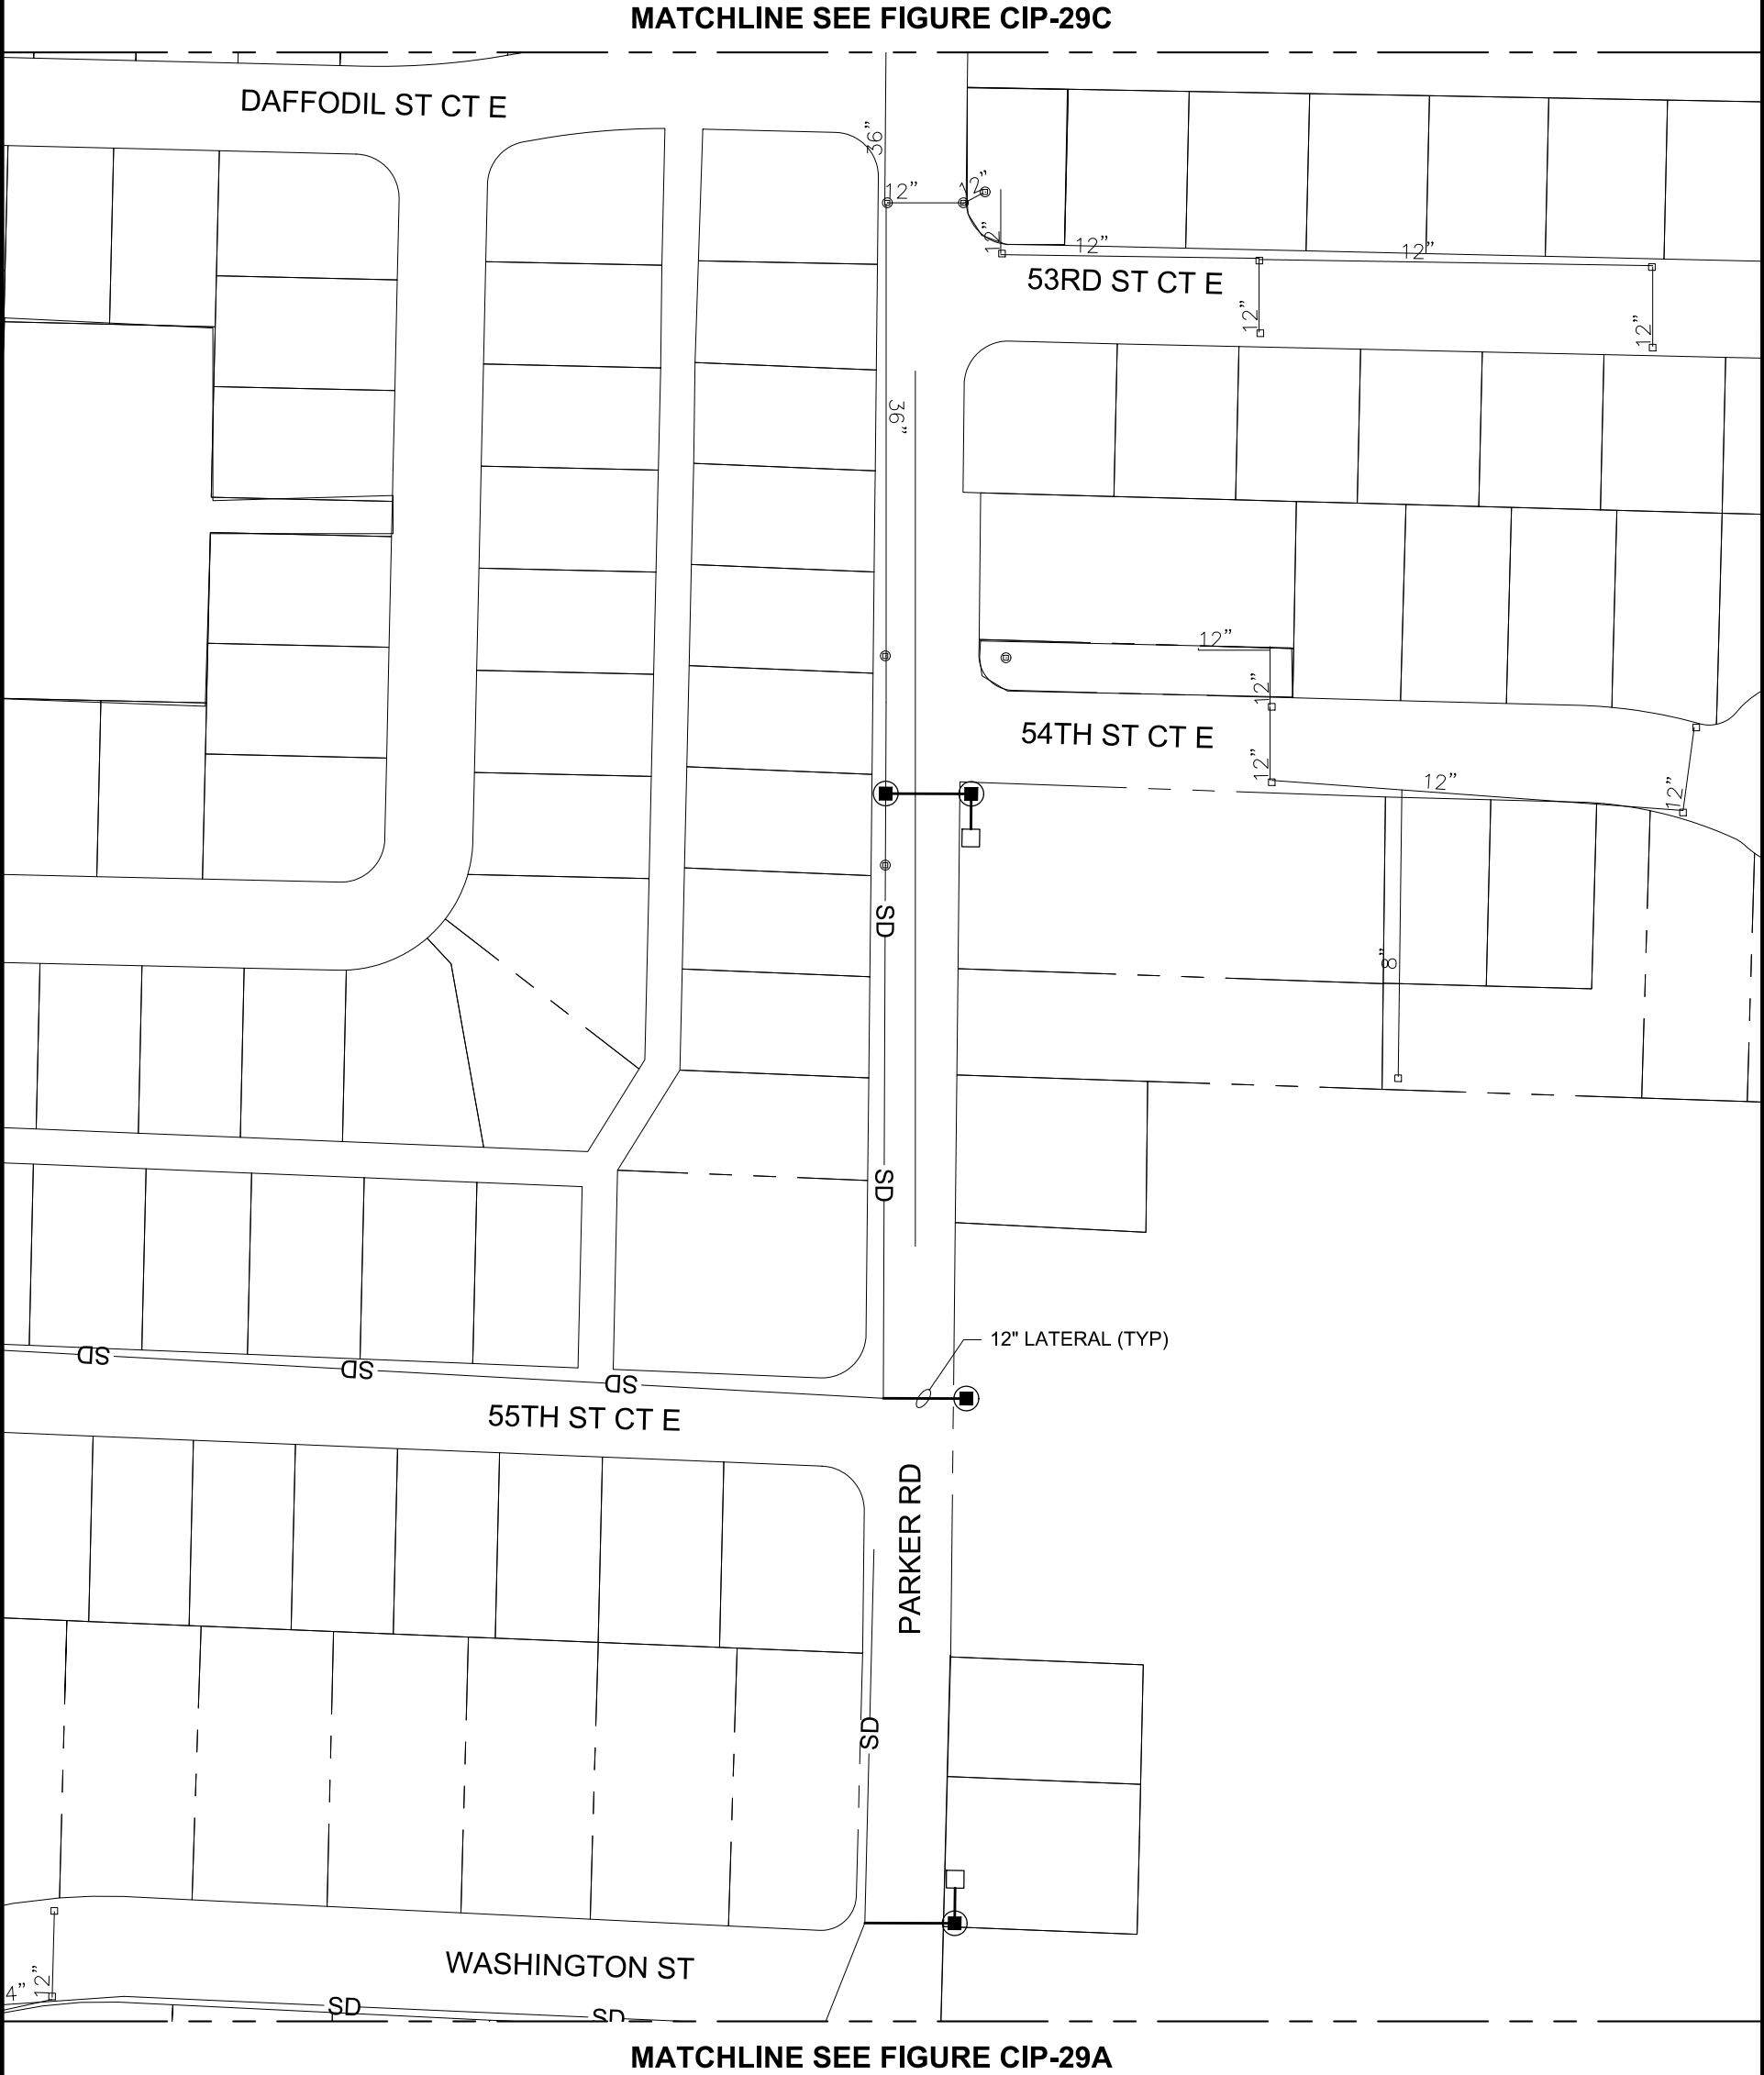 MATCHLINE SEE FIGURE CIP-29C
DAFFODIL ST CT E
36”
12”
12”
12”
12”
12”
53RD ST CT E
12”
12”
36”
12”
12”
54TH ST CT E
12”
12”
12”
SD
8”
SD
12" LATERAL (TYP)
SD
SD
SD
55TH ST CT E
PARKER RD
SD
WASHINGTON ST
4”
12”
SD
SD
MATCHLINE SEE FIGURE CIP-29A